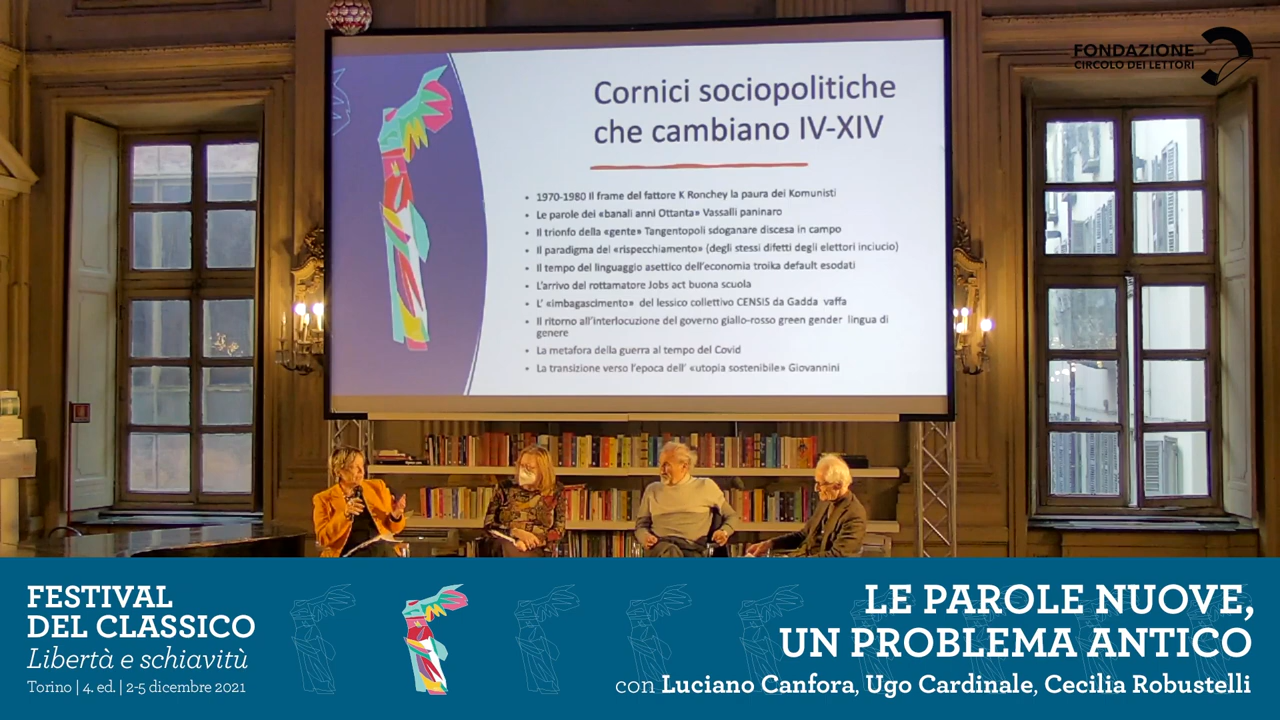 FONDAZIONE
CIRCOLO DEI LETTORI
Cornici sociopolitiche
che cambiano IV-XIV
• 1970-1980 Il frame del fattore K Ronchey la paura dei Komunisti
• Le parole dei «banali anni Ottanta» Vassalli paninaro
• Il trionfo della «gente» Tangentopoli sdoganare discesa in campo
• Il paradigma del «rispecchiamento» (degli stessi difetti degli elettori inciucio)
• Il tempo del linguaggio asettico dell'economia troika default esodati
• L'arrivo del rottamatore Jobs act buona scuola
• L' «imbagascimento» del lessico collettivo CENSIS da Gadda vaffa
• Il ritorno all'interlocuzione del governo giallo-rosso green gender lingua di
genere
• La metafora della guerra al tempo del Covid
• La transizione verso l'epoca dell' «utopia sostenibile» Giovannini
FESTIVAL
DEL CLASSICO
Libertà e schiavitù
Torino | 4. ed. | 2-5 dicembre 2021
LE PAROLE NUOVE,
UN PROBLEMA ANTICO
con Luciano Canfora, Ugo Cardinale, Cecilia Robustelli